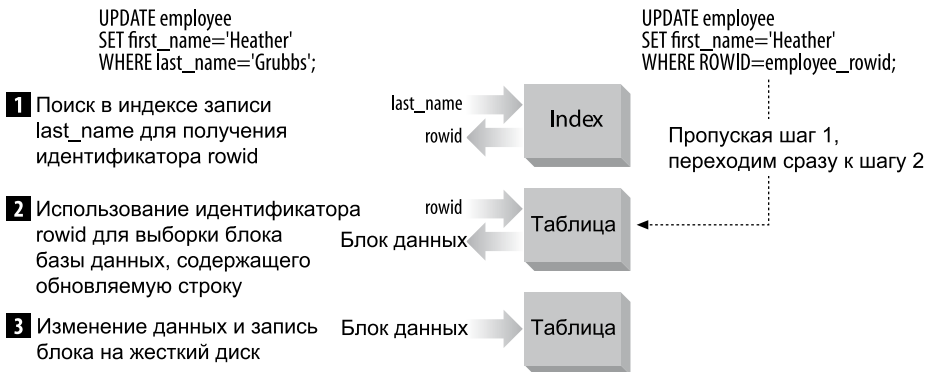 UPDATE employee
SET first_name='Heather'
WHERE last_name='Grubbs';
UPDATE employee
SET first_name='Heather'
WHERE ROWID=employee_rowid;
1 Поиск в индексе записи
last_name для получения
идентификатора rowid
last_name
rowid
Index
Пропуская шаг 1,
переходим сразу к шагу 2
2 Использование идентификатора
rowid для выборки блока
базы данных, содержащего
обновляемую строку
rowid
Блок данных
Таблица
3 Изменение данных и запись
блока на жесткий диск
Блок данных
Таблица